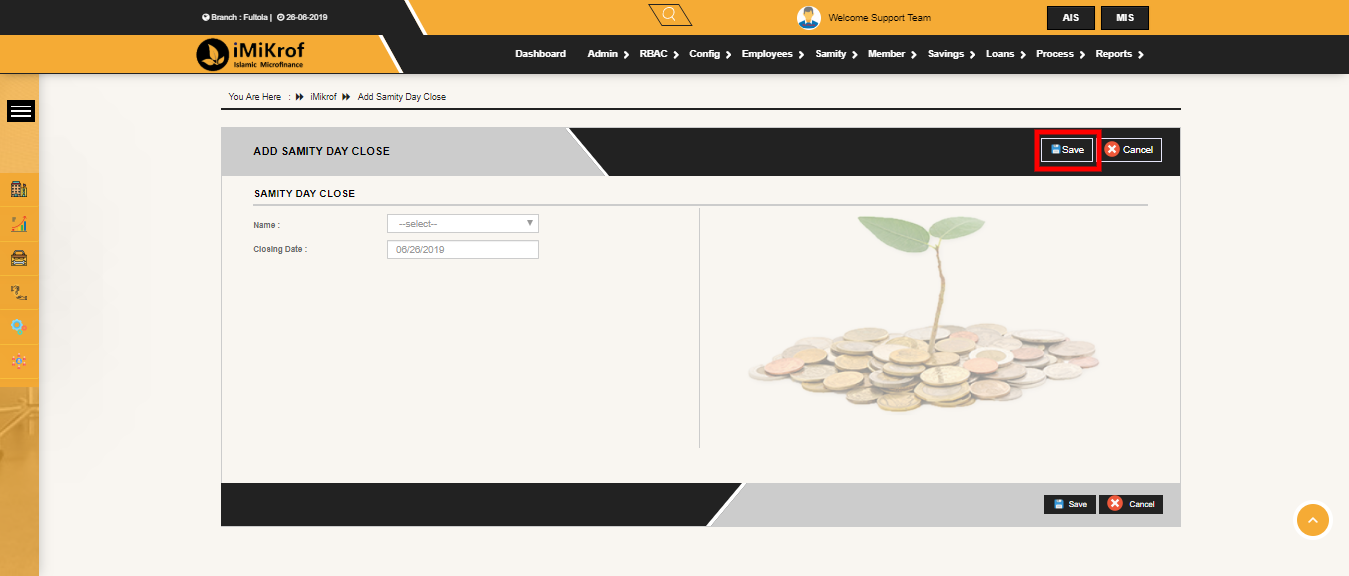 Branch : Fultola | 26-06-2019
Welcome Support Team
AIS
MIS
iMiKrof
Islamic Microfinance
Dashboard Admin RBAC Config Employees Samity Member Savings Loans Process Reports
You Are Here : iMikrof Add Samity Day Close
ADD SAMITY DAY CLOSE
Save
Cancel
SAMITY DAY CLOSE
Name : --select--
Closing Date : 06/26/2019
Save
Cancel